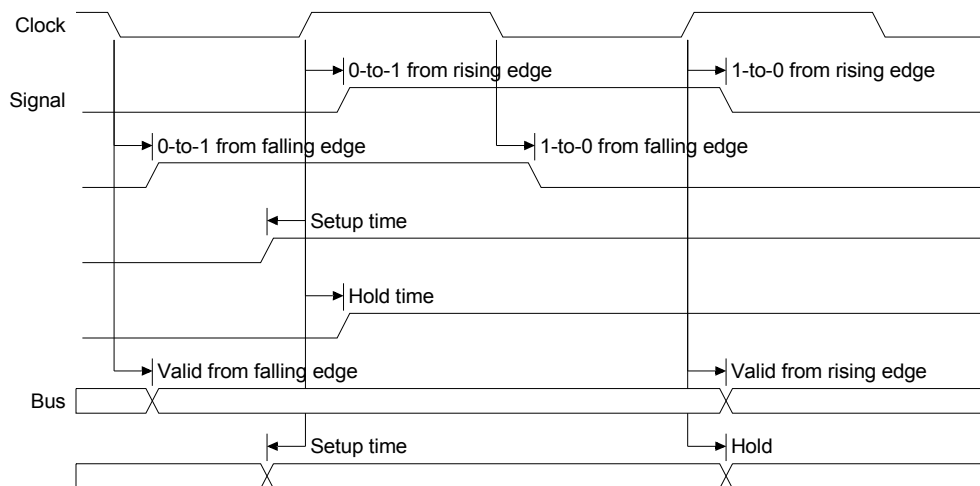 Clock
0-to-1 from rising edge
1-to-0 from rising edge
Signal
0-to-1 from falling edge
1-to-0 from falling edge
Setup time
Hold time
Valid from falling edge
Valid from rising edge
Bus
Setup time
Hold